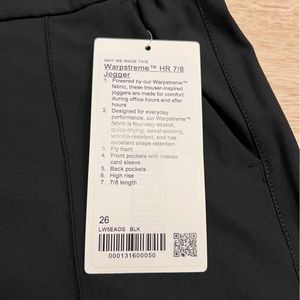 WHY WE MADE THIS
Warpstreme™ HR 7/8
Jogger
1. Powered by our Warpstreme™
fabric, these trouser-inspired
joggers are made for comfort
during office hours and after
hours
2. Designed for everyday
performance, our Warpstreme™
fabric is four-way stretch,
quick-drying, sweat-wicking,
wrinkle-resistant, and has
excellent shape retention
3. Fly front
4. Front pockets with interior
card sleeve
5. Back pockets
6. High rise
7. 7/8 length
26
LW5EAOS BLK
000131600050